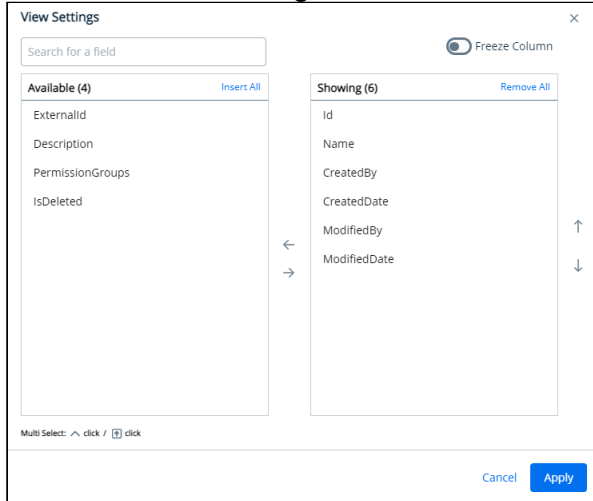 View Settings
Search for a field
Freeze Column
Available (4) Insert All
ExternalId
Description
PermissionGroups
IsDeleted
Showing (6) Remove All
Id
Name
CreatedBy
CreatedDate
ModifiedBy
ModifiedDate
Multi Select: click / click
Cancel Apply